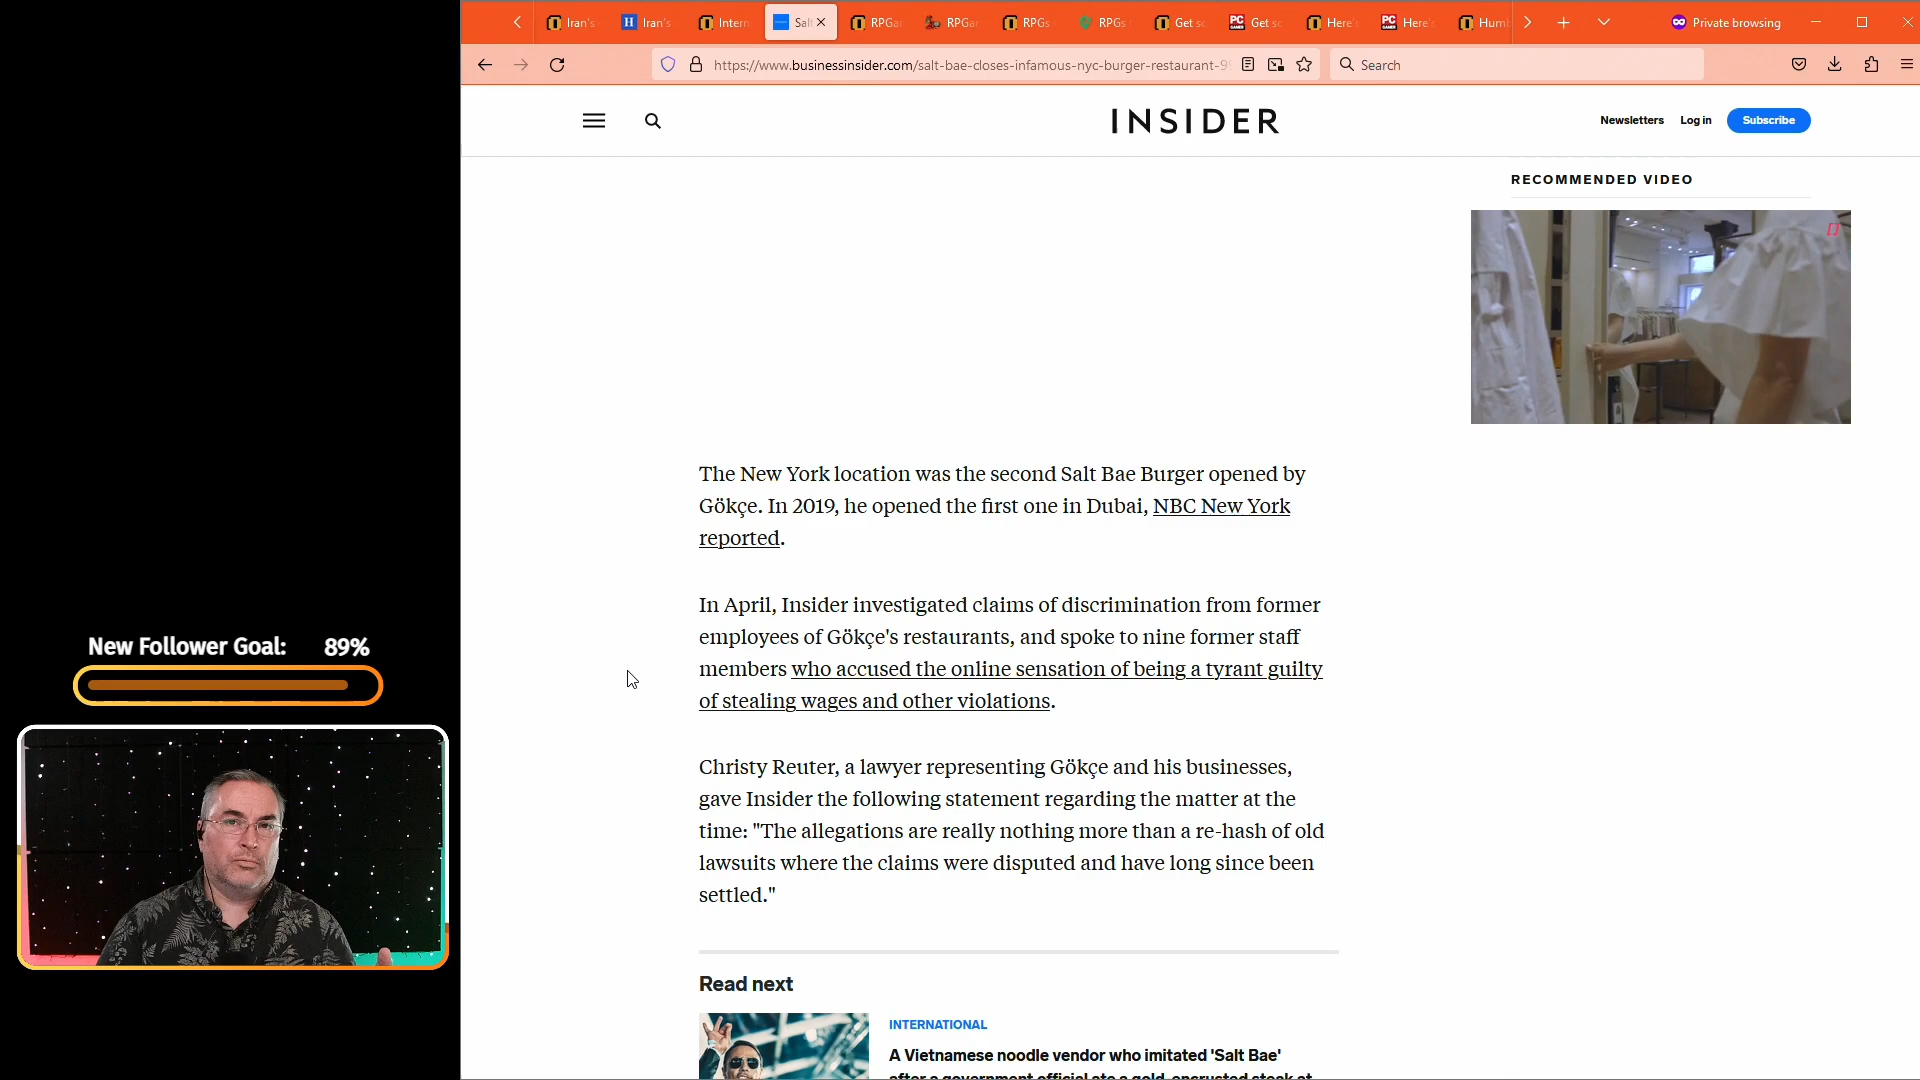 Iran's
Iran's
Intern
Salt
RPGa
RPGa
RPGs
RPGs
Get so
Get so
Here'
Here'
Humb
Private browsing
https://www.businessinsider.com/salt-bae-closes-infamous-nyc-burger-restaurant-9
Search
INSIDER
Newsletters
Log in
Subscribe
RECOMMENDED VIDEO
The New York location was the second Salt Bae Burger opened by
Gökçe. In 2019, he opened the first one in Dubai, NBC New York
reported.
In April, Insider investigated claims of discrimination from former
employees of Gökçe's restaurants, and spoke to nine former staff
members who accused the online sensation of being a tyrant guilty
of stealing wages and other violations.
Christy Reuter, a lawyer representing Gökçe and his businesses,
gave Insider the following statement regarding the matter at the
time: "The allegations are really nothing more than a re-hash of old
lawsuits where the claims were disputed and have long since been
settled."
Read next
INTERNATIONAL
A Vietnamese noodle vendor who imitated 'Salt Bae'
after a government official ate a gold-encrusted steak at
New Follower Goal: 89%